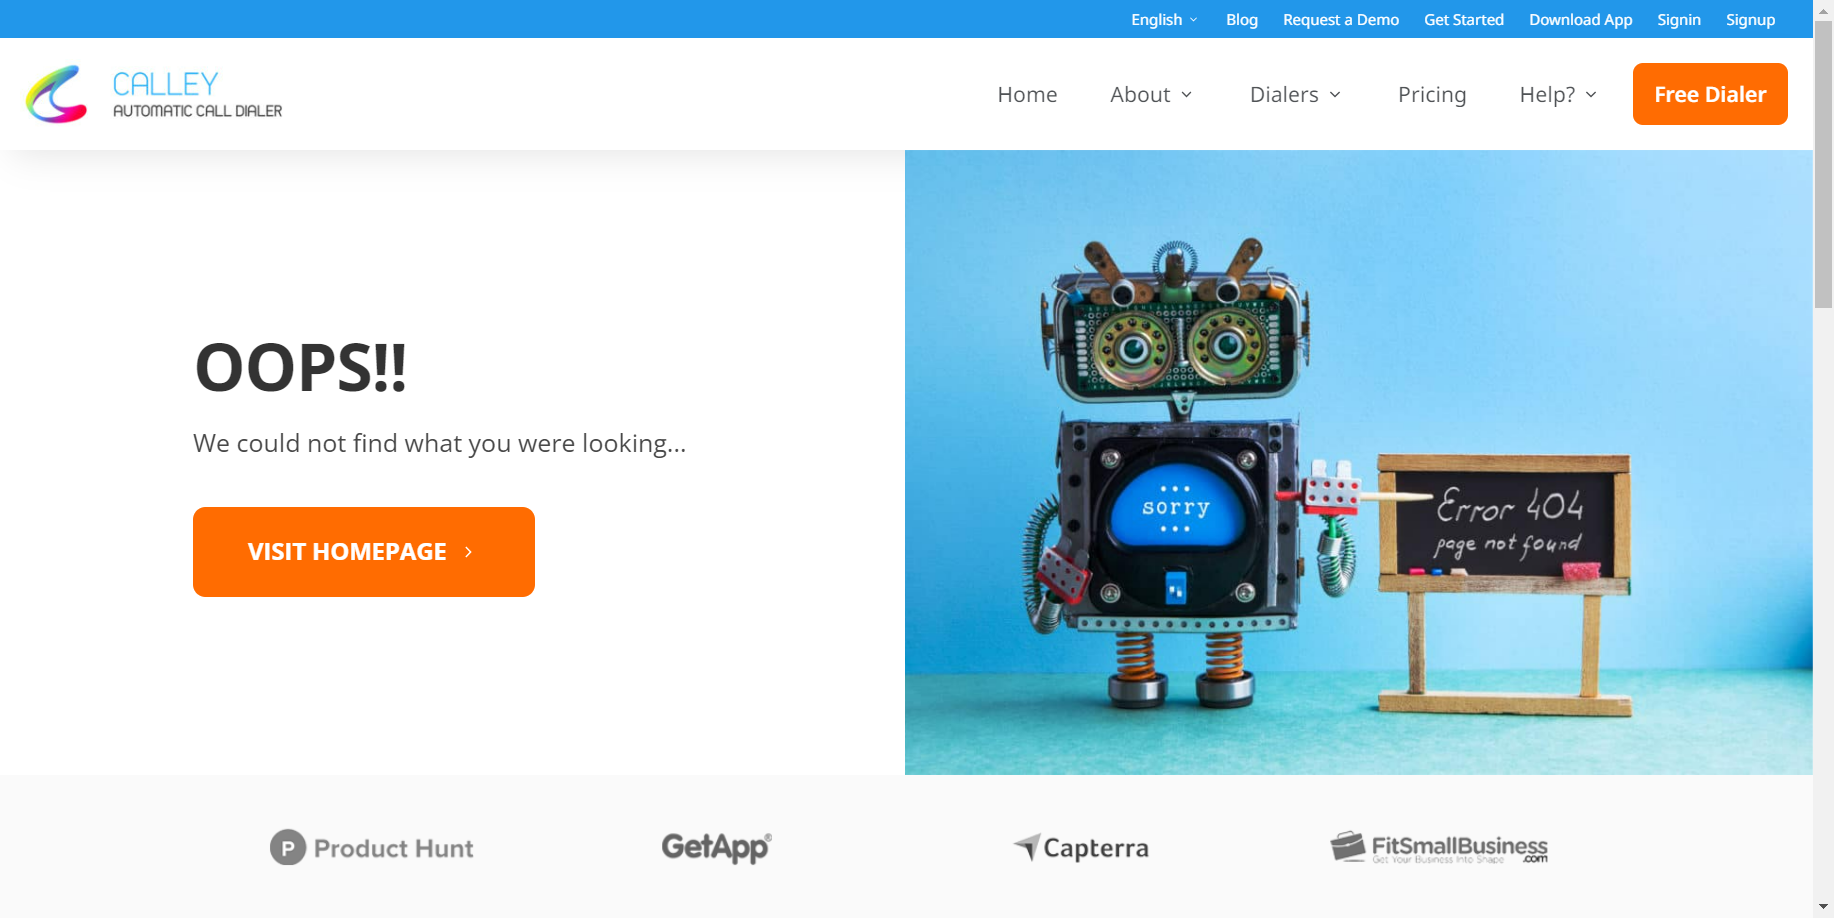 English
Blog
Request a Demo
Get Started
Download App
Signin
Signup
CALLEY
AUTOMATIC CALL DIALER
Home
About
Dialers
Pricing
Help?
Free Dialer
OOPS!!
We could not find what you were looking...
VISIT HOMEPAGE
sorry
Error 404
page not found
P Product Hunt
GetApp®
Capterra
FitSmallBusiness
Get Your Business Into Shape .com